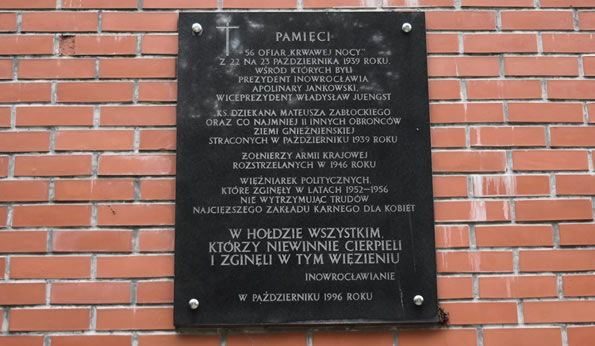 PAMIĘCI
56 OFIAR „KRWAWEJ NOCY”
Z 22 NA 23 PAŹDZIERNIKA 1939 ROKU,
WŚRÓD KTÓRYCH BYLI
PREZYDENT INOWROCŁAWIA
APOLINARY JANKOWSKI,
WICEPREZYDENT WŁADYSŁAW JUENGST
KS. DZIEKANA MATEUSZA ZABŁOCKIEGO
ORAZ CO NAJMNIEJ 11 INNYCH OBROŃCÓW
ZIEMI GNIEŹNIEŃSKIEJ
STRACONYCH W PAŹDZIERNIKU 1939 ROKU
ŻOŁNIERZY ARMII KRAJOWEJ
ROZSTRZELANYCH W 1946 ROKU
WIĘŹNIAREK POLITYCZNYCH,
KTÓRE ZGINĘŁY W LATACH 1952–1956
NIE WYTRZYMUJĄC TRUDÓW
NAJCIĘŻSZEGO ZAKŁADU KARNEGO DLA KOBIET
W HOŁDZIE WSZYSTKIM,
KTÓRZY NIEWINNIE CIERPIELI
I ZGINĘLI W TYM WIĘZIENIU
INOWROCŁAWIANIE
W PAŹDZIERNIKU 1996 ROKU